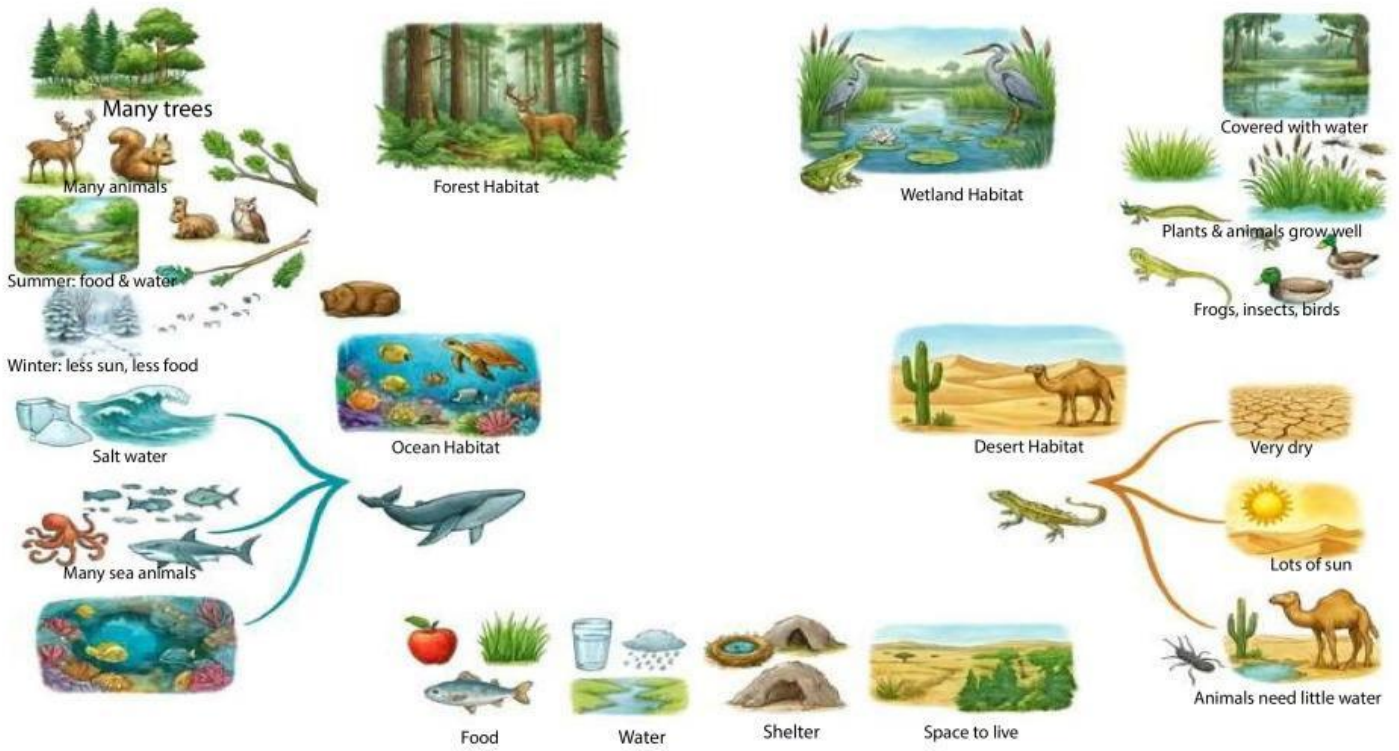 Many trees
Many animals
Summer: food & water
Winter: less sun, less food
Forest Habitat
Wetland Habitat
Covered with water
Plants & animals grow well
Frogs, insects, birds
Ocean Habitat
Salt water
Many sea animals
Desert Habitat
Very dry
Lots of sun
Animals need little water
Food
Water
Shelter
Space to live